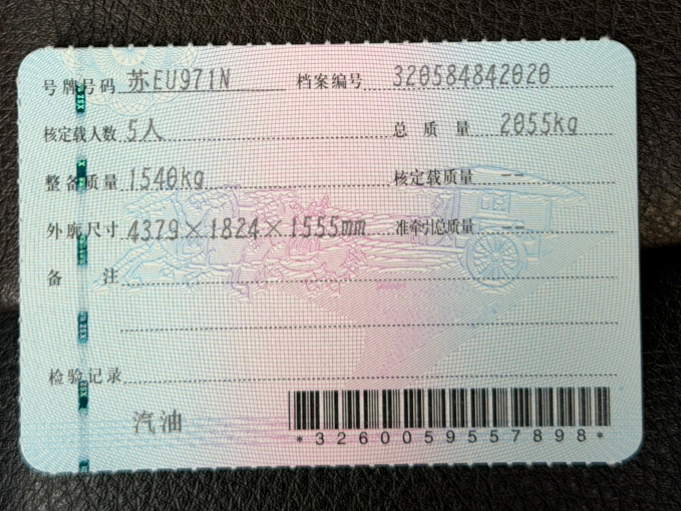 号牌号码 苏EU971N 档案编号 320584842020
核定载人数 5人 总质量 2055kg
整备质量 1540kg 核定载质量 --
外廓尺寸 4379×1824×1555mm 准牵引总质量 --
备注
检验记录
汽油
*3260059557898*